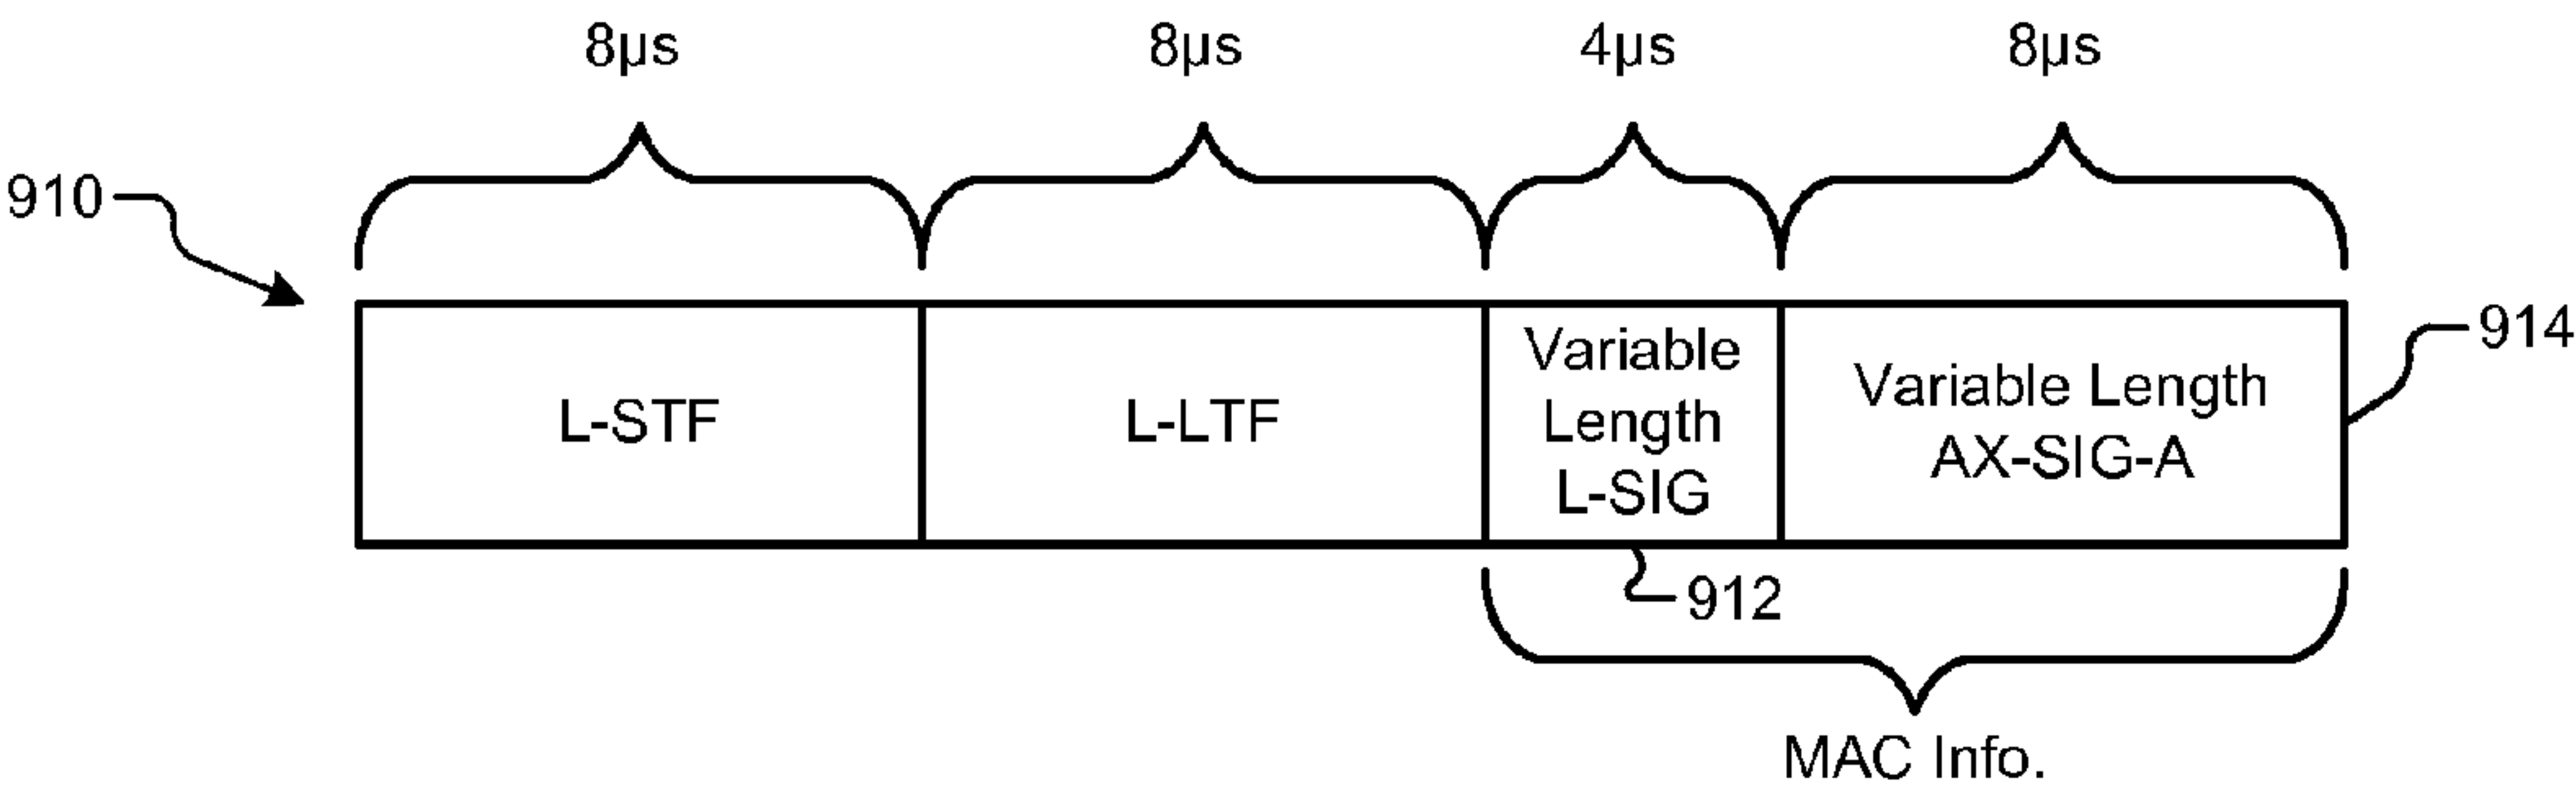 8µs 8µs 4µs 8µs
910
L-STF
L-LTF
Variable
Length
L-SIG
Variable Length
AX-SIG-A
914
912
MAC Info.